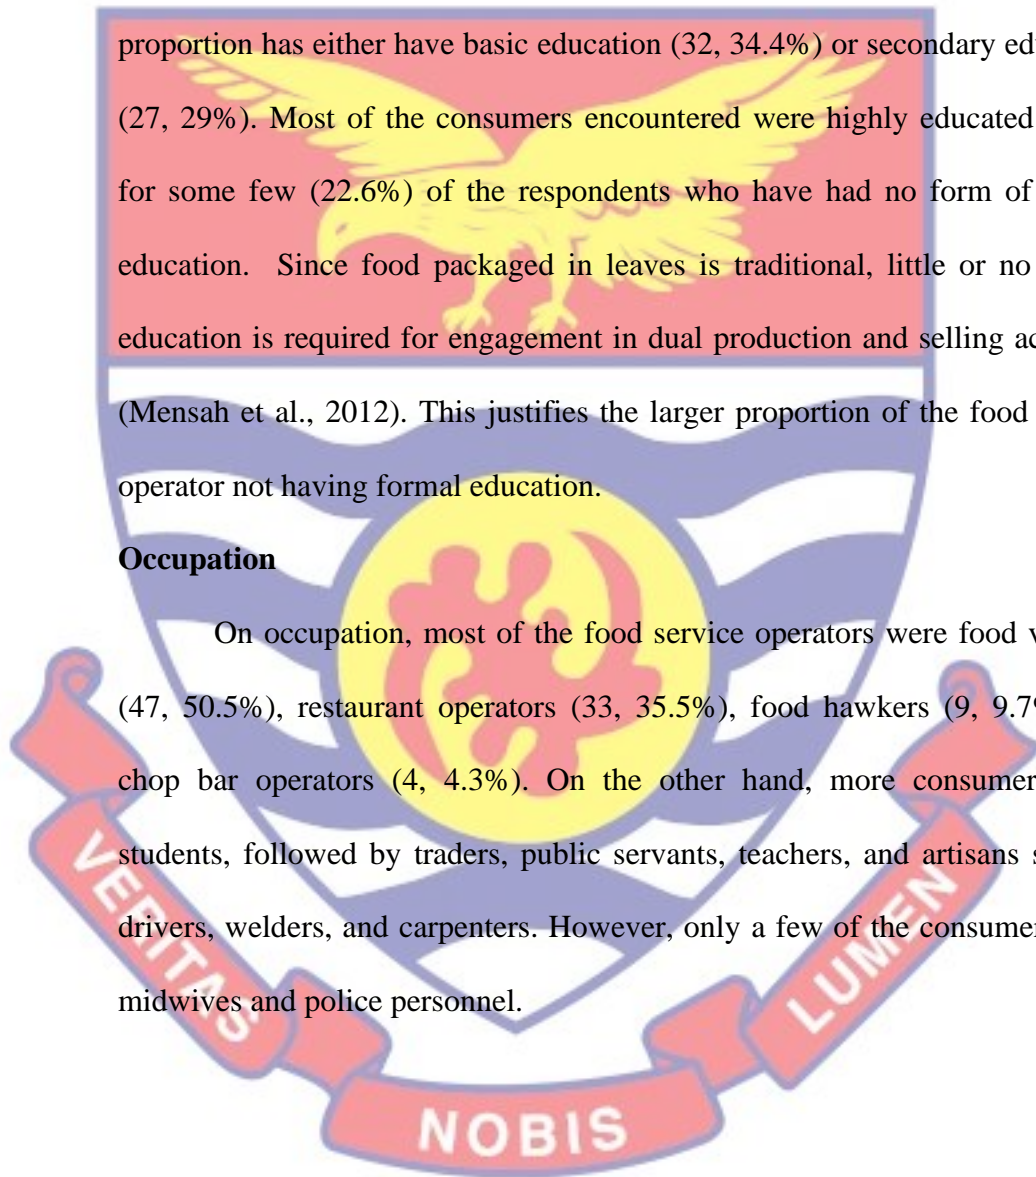 proportion has either have basic education (32, 34.4%) or secondary ed
(27, 29%). Most of the consumers encountered were highly educated
for some few (22.6%) of the respondents who have had no form of
education. Since food packaged in leaves is traditional, little or no
education is required for engagement in dual production and selling ac
(Mensah et al., 2012). This justifies the larger proportion of the food
operator not having formal education.
Occupation
On occupation, most of the food service operators were food v
(47, 50.5%), restaurant operators (33, 35.5%), food hawkers (9, 9.7%
chop bar operators (4, 4.3%). On the other hand, more consumer
students, followed by traders, public servants, teachers, and artisans s
drivers, welders, and carpenters. However, only a few of the consume
midwives and police personnel.
VERITAS
NOBIS
LUMEN